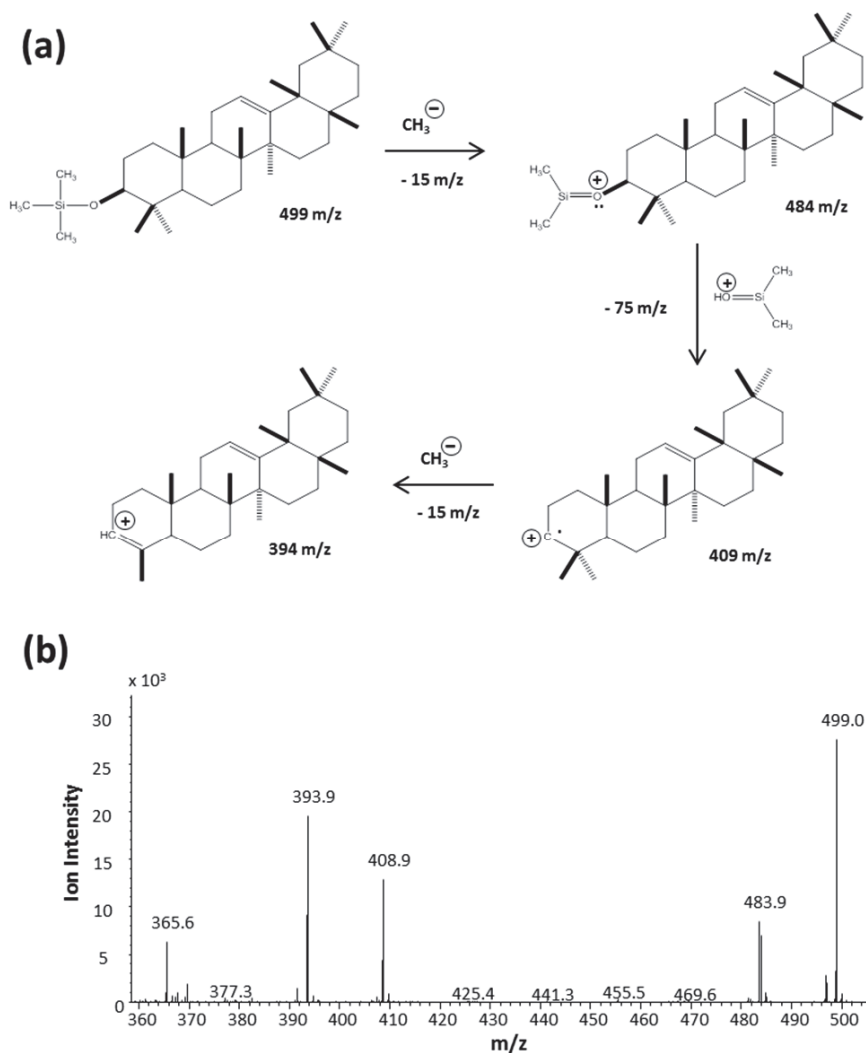 (a)
CH3 ⊖
- 15 m/z
CH3
H3C Si O
CH3
499 m/z
H3C
Si O ⊕
CH3
484 m/z
- 75 m/z
⊕ CH3
HO Si
CH3
CH3 ⊖
- 15 m/z
⊕
HC
394 m/z
⊕ C
409 m/z
(b)
x 10³
Ion Intensity
30
25
20
15
10
5
0
499.0
393.9
408.9
483.9
365.6
377.3
425.4
441.3
455.5
469.6
360 370 380 390 400 410 420 430 440 450 460 470 480 490 500
m/z